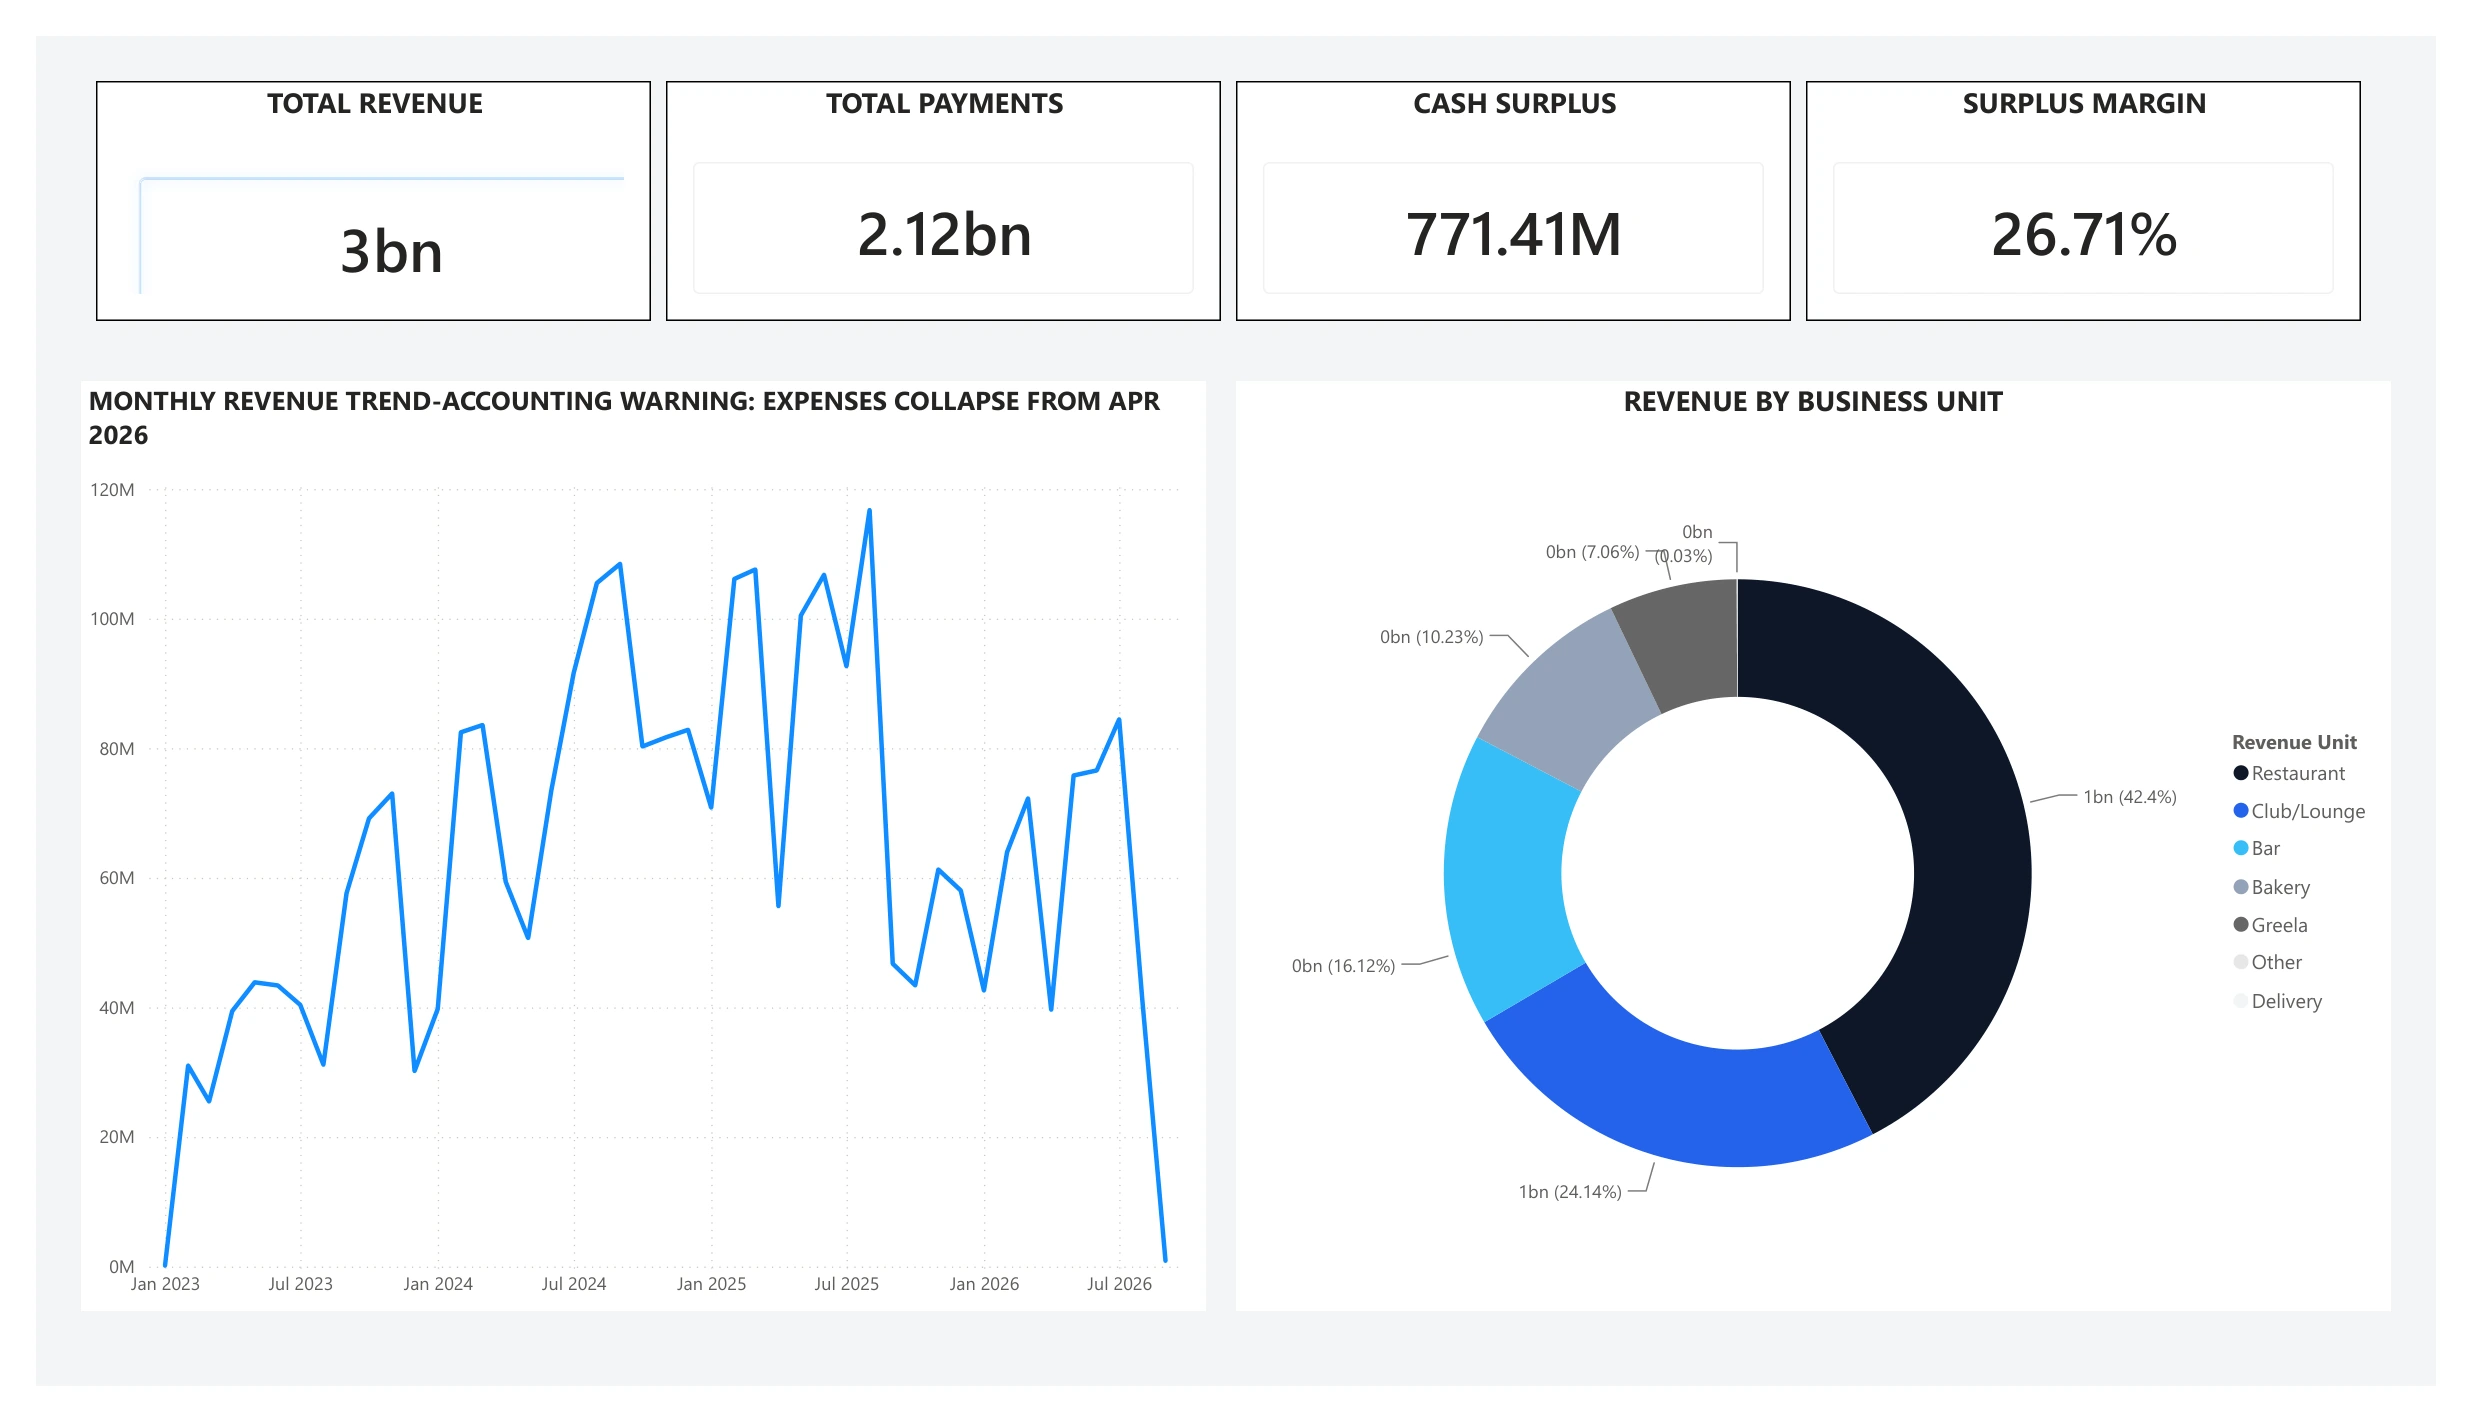 TOTAL REVENUE
3bn
TOTAL PAYMENTS
2.12bn
CASH SURPLUS
771.41M
SURPLUS MARGIN
26.71%
MONTHLY REVENUE TREND-ACCOUNTING WARNING: EXPENSES COLLAPSE FROM APR
2026
120M
100M
80M
60M
40M
20M
0M
Jan 2023
Jul 2023
Jan 2024
Jul 2024
Jan 2025
Jul 2025
Jan 2026
Jul 2026
REVENUE BY BUSINESS UNIT
0bn
(0.03%)
0bn (7.06%)
0bn (10.23%)
1bn (42.4%)
0bn (16.12%)
1bn (24.14%)
Revenue Unit
Restaurant
Club/Lounge
Bar
Bakery
Greela
Other
Delivery